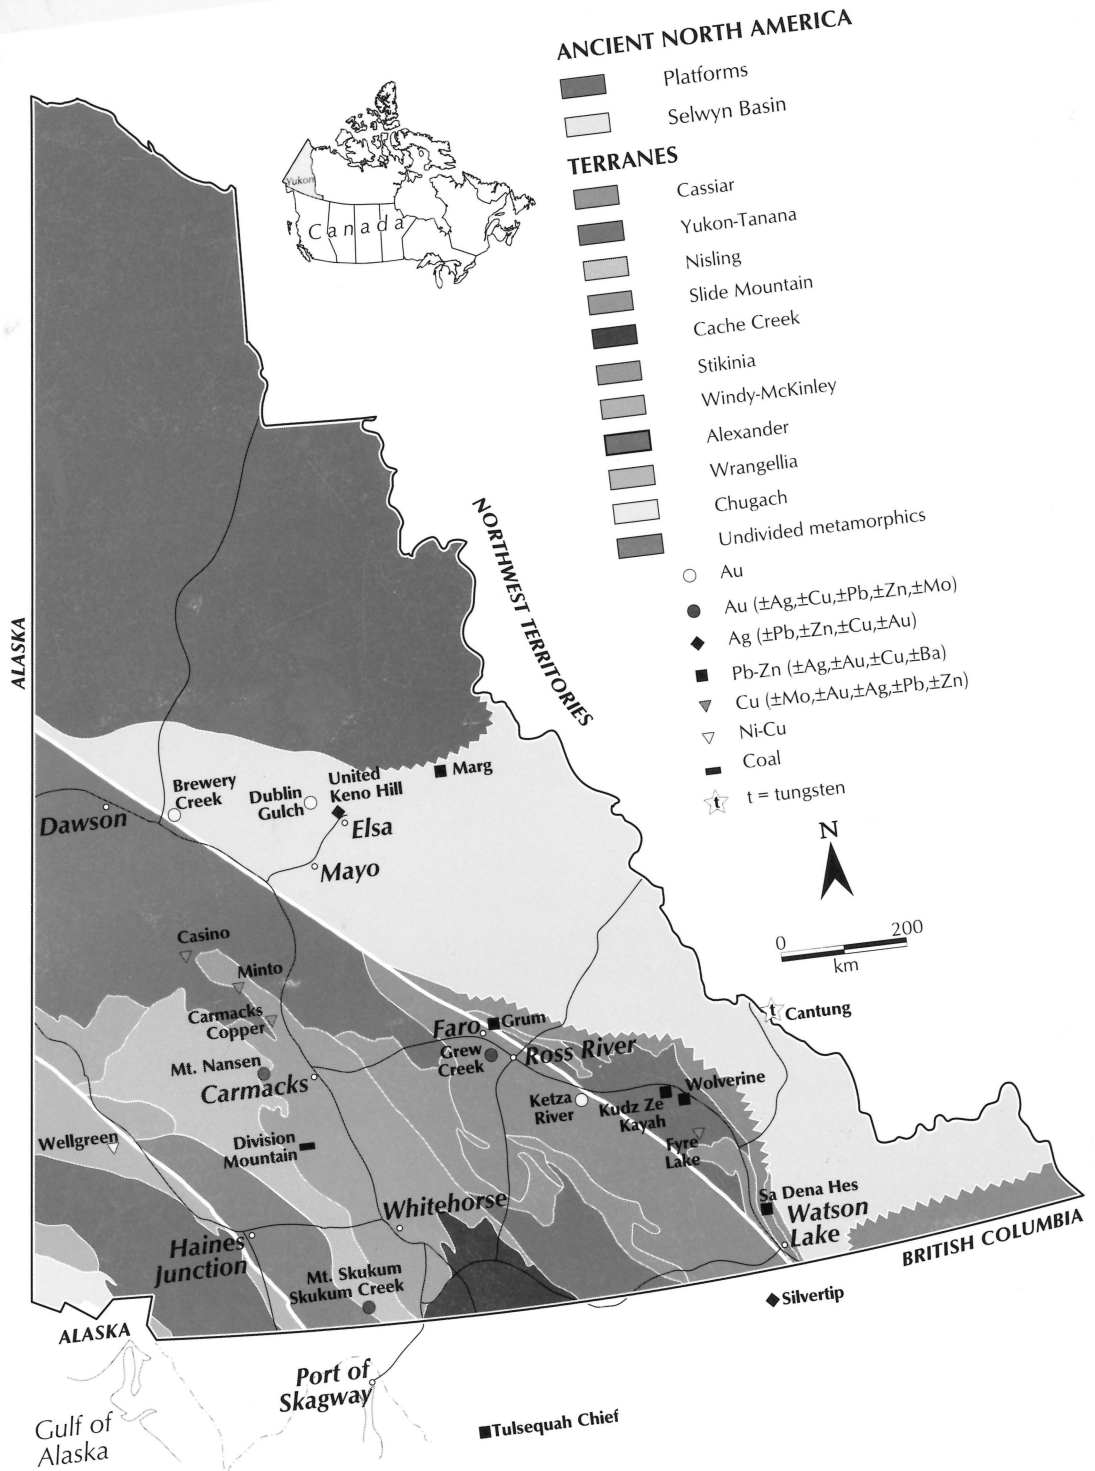 ANCIENT NORTH AMERICA
Platforms
Selwyn Basin
TERRANES
Cassiar
Yukon-Tanana
Nisling
Slide Mountain
Cache Creek
Stikinia
Windy-McKinley
Alexander
Wrangellia
Chugach
Undivided metamorphics
Au
Au (±Ag,±Cu,±Pb,±Zn,±Mo)
Ag (±Pb,±Zn,±Cu,±Au)
Pb-Zn (±Ag,±Au,±Cu,±Ba)
Cu (±Mo,±Au,±Ag,±Pb,±Zn)
Ni-Cu
Coal
t
t = tungsten
N
0
200
km
Yukon
Canada
NORTHWEST TERRITORIES
ALASKA
Brewery
Creek
Dublin
Gulch
United
Keno Hill
Marg
Dawson
Elsa
Mayo
Casino
Minto
Carmacks
Copper
Mt. Nansen
Carmacks
Faro
Grum
Grew
Creek
Ross River
t
Cantung
Ketza
River
Kudz Ze
Kayah
Wolverine
Fyre
Lake
Wellgreen
Division
Mountain
Whitehorse
Sa Dena Hes
Watson
Lake
Haines
Junction
Mt. Skukum
Skukum Creek
BRITISH COLUMBIA
Silvertip
ALASKA
Port of
Skagway
Gulf of
Alaska
Tulsequah Chief